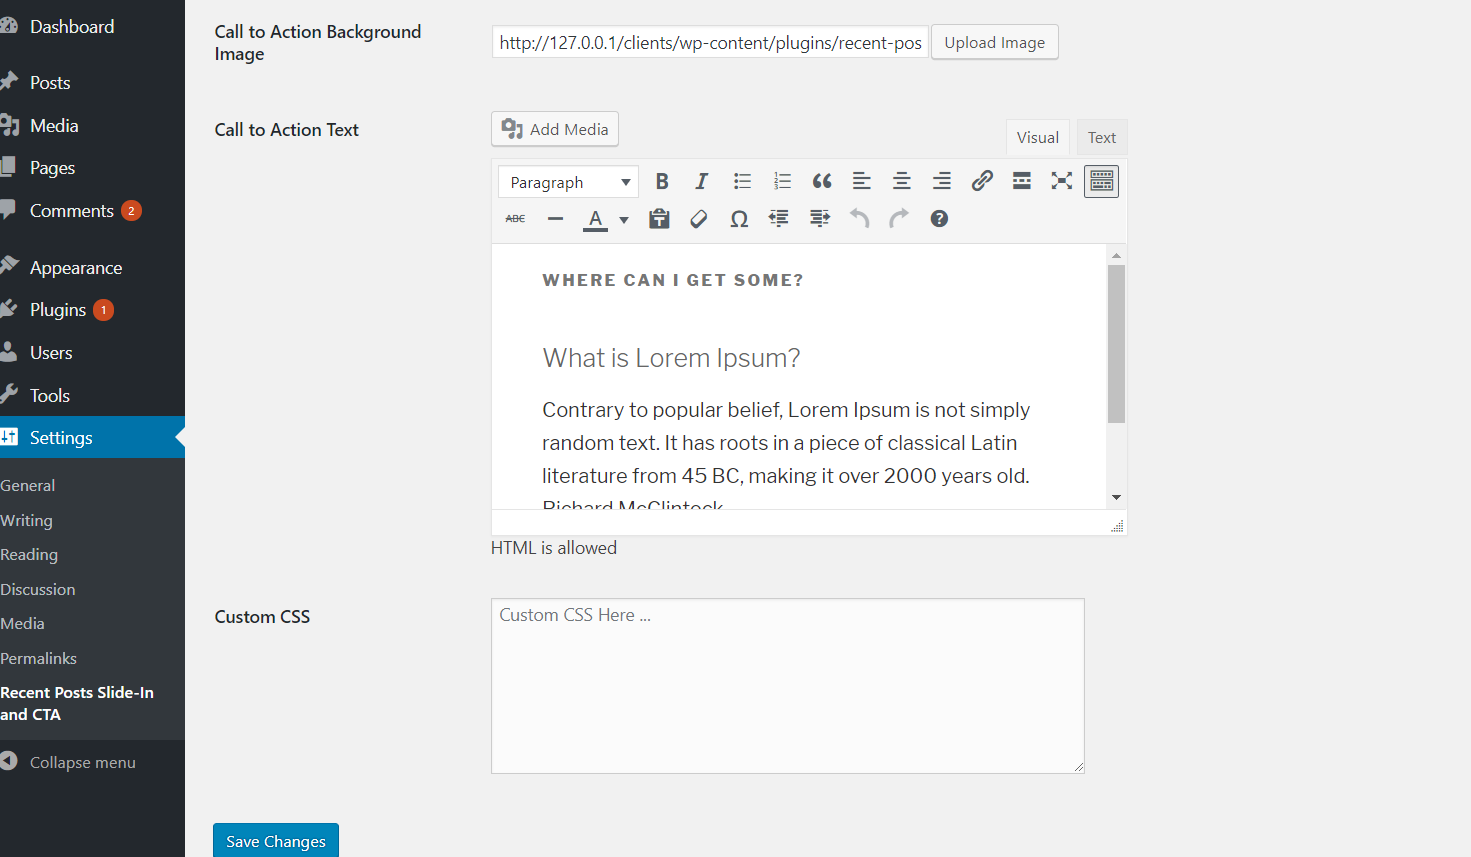 Dashboard
Posts
Media
Pages
Comments 2
Appearance
Plugins 1
Users
Tools
Settings
General
Writing
Reading
Discussion
Media
Permalinks
Recent Posts Slide-In
and CTA
Collapse menu
Call to Action Background
Image
http://127.0.0.1/clients/wp-content/plugins/recent-pos
Upload Image
Call to Action Text
Add Media
Visual Text
Paragraph
ABC
WHERE CAN I GET SOME?
What is Lorem Ipsum?
Contrary to popular belief, Lorem Ipsum is not simply
random text. It has roots in a piece of classical Latin
literature from 45 BC, making it over 2000 years old.
Richard McClintock
HTML is allowed
Custom CSS
Custom CSS Here ...
Save Changes